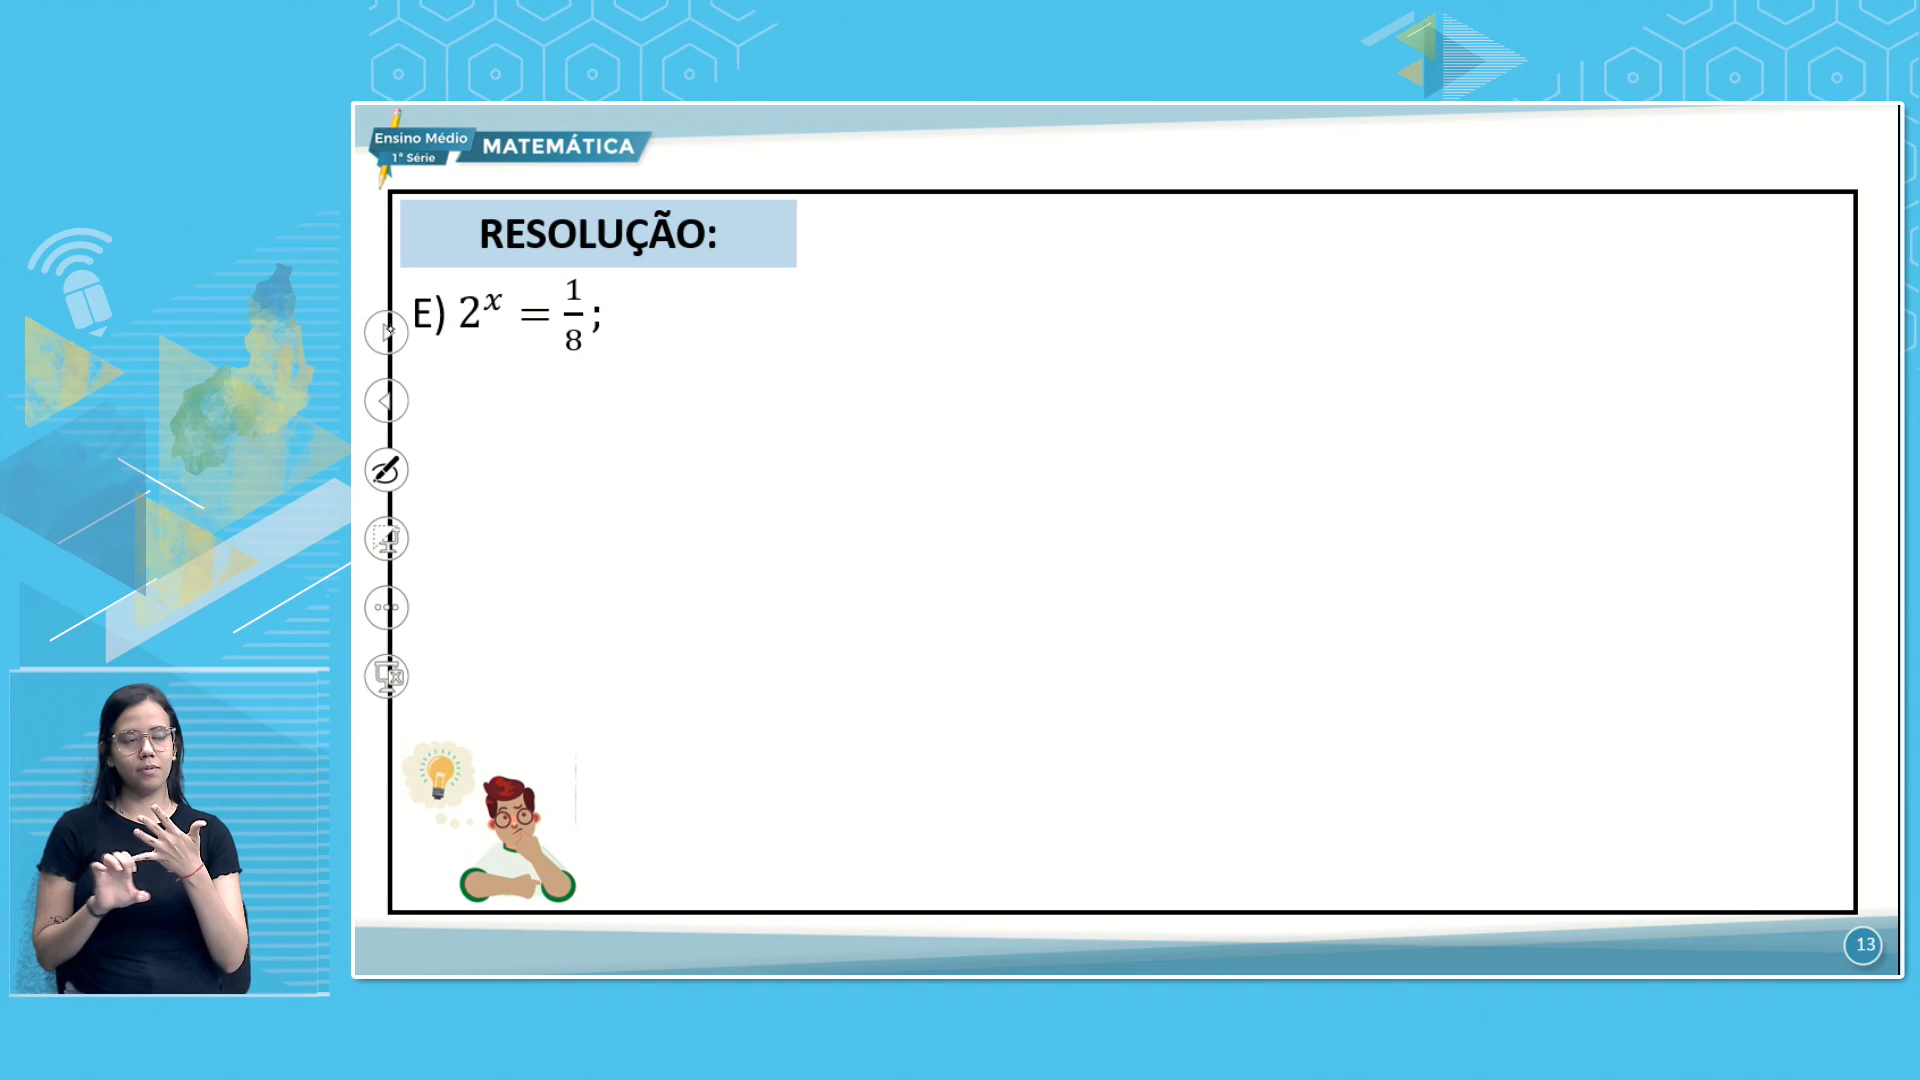 Ensino Médio
1ª Série
MATEMÁTICA
RESOLUÇÃO:
E) 2^x = 1/8;
13